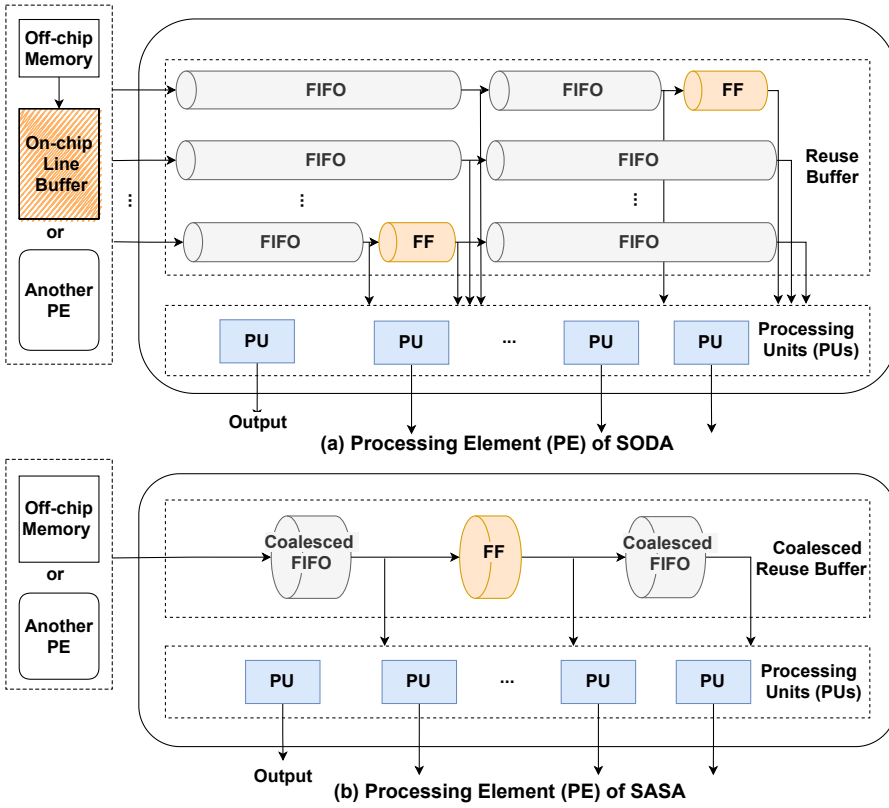 Off-chip
Memory
On-chip
Line
Buffer
or
Another
PE
...
FIFO
FIFO
FF
FIFO
FIFO
...
...
FIFO
FF
FIFO
Reuse
Buffer
PU
PU
...
PU
PU
Processing
Units (PUs)
Output
(a) Processing Element (PE) of SODA
Off-chip
Memory
or
Another
PE
Coalesced
FIFO
FF
Coalesced
FIFO
Coalesced
Reuse Buffer
PU
PU
...
PU
PU
Processing
Units (PUs)
Output
(b) Processing Element (PE) of SASA